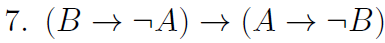 7. (B → ¬A) → (A → ¬B)